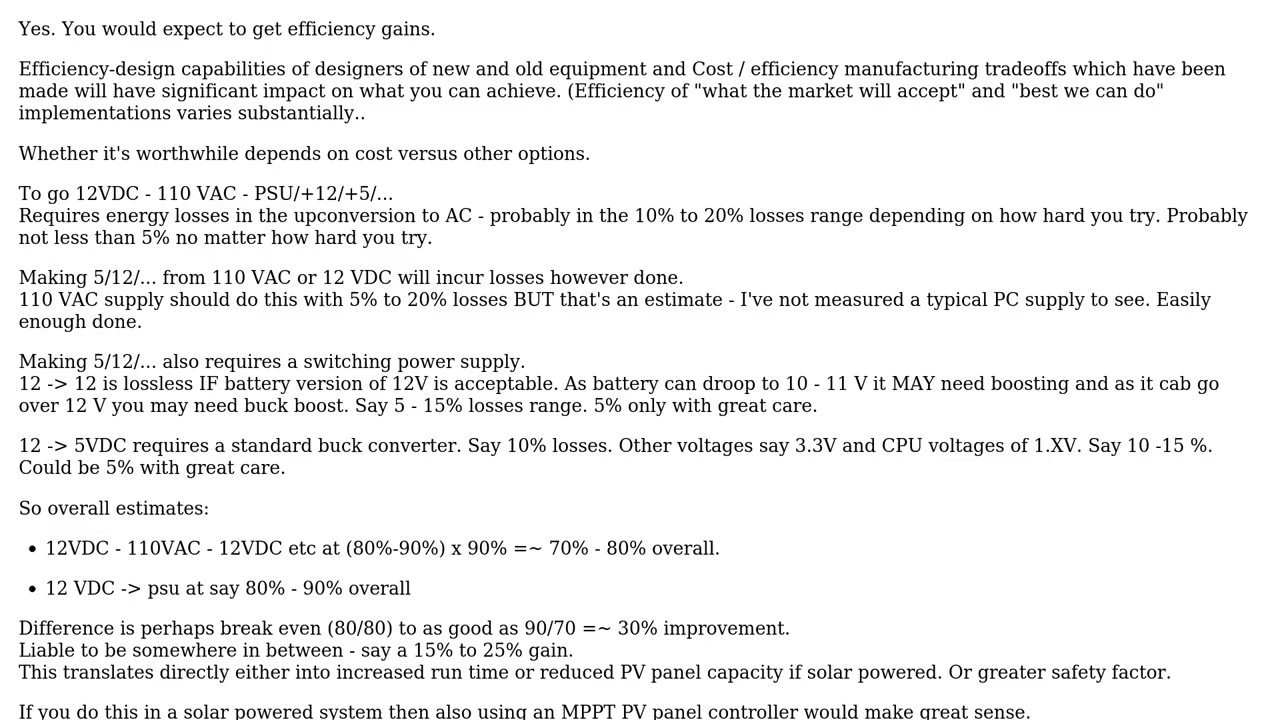 Yes. You would expect to get efficiency gains.
Efficiency-design capabilities of designers of new and old equipment and Cost / efficiency manufacturing tradeoffs which have been
made will have significant impact on what you can achieve. (Efficiency of "what the market will accept" and "best we can do"
implementations varies substantially..
Whether it's worthwhile depends on cost versus other options.
To go 12VDC - 110 VAC - PSU/+12/+5/...
Requires energy losses in the upconversion to AC - probably in the 10% to 20% losses range depending on how hard you try. Probably
not less than 5% no matter how hard you try.
Making 5/12/... from 110 VAC or 12 VDC will incur losses however done.
110 VAC supply should do this with 5% to 20% losses BUT that's an estimate - I've not measured a typical PC supply to see. Easily
enough done.
Making 5/12/... also requires a switching power supply.
12 -> 12 is lossless IF battery version of 12V is acceptable. As battery can droop to 10 - 11 V it MAY need boosting and as it cab go
over 12 V you may need buck boost. Say 5 - 15% losses range. 5% only with great care.
12 -> 5VDC requires a standard buck converter. Say 10% losses. Other voltages say 3.3V and CPU voltages of 1.XV. Say 10 -15 %.
Could be 5% with great care.
So overall estimates:
• 12VDC - 110VAC - 12VDC etc at (80%-90%) x 90% =~ 70% - 80% overall.
• 12 VDC -> psu at say 80% - 90% overall
Difference is perhaps break even (80/80) to as good as 90/70 =~ 30% improvement.
Liable to be somewhere in between - say a 15% to 25% gain.
This translates directly either into increased run time or reduced PV panel capacity if solar powered. Or greater safety factor.
If you do this in a solar powered system then also using an MPPT PV panel controller would make great sense.